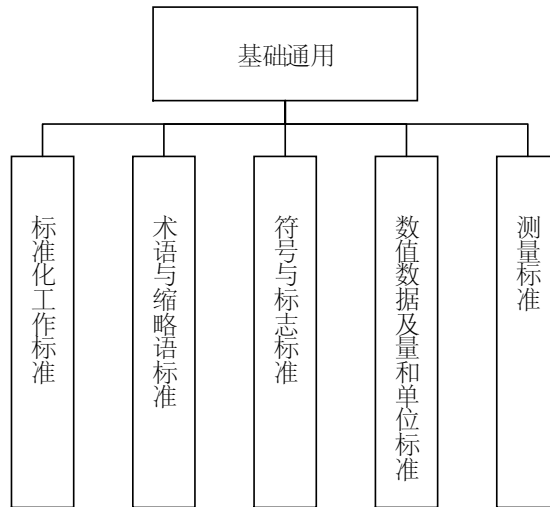 基础通用
标准化工作标准
术语与缩略语标准
符号与标志标准
数值数据及量和单位标准
测量标准